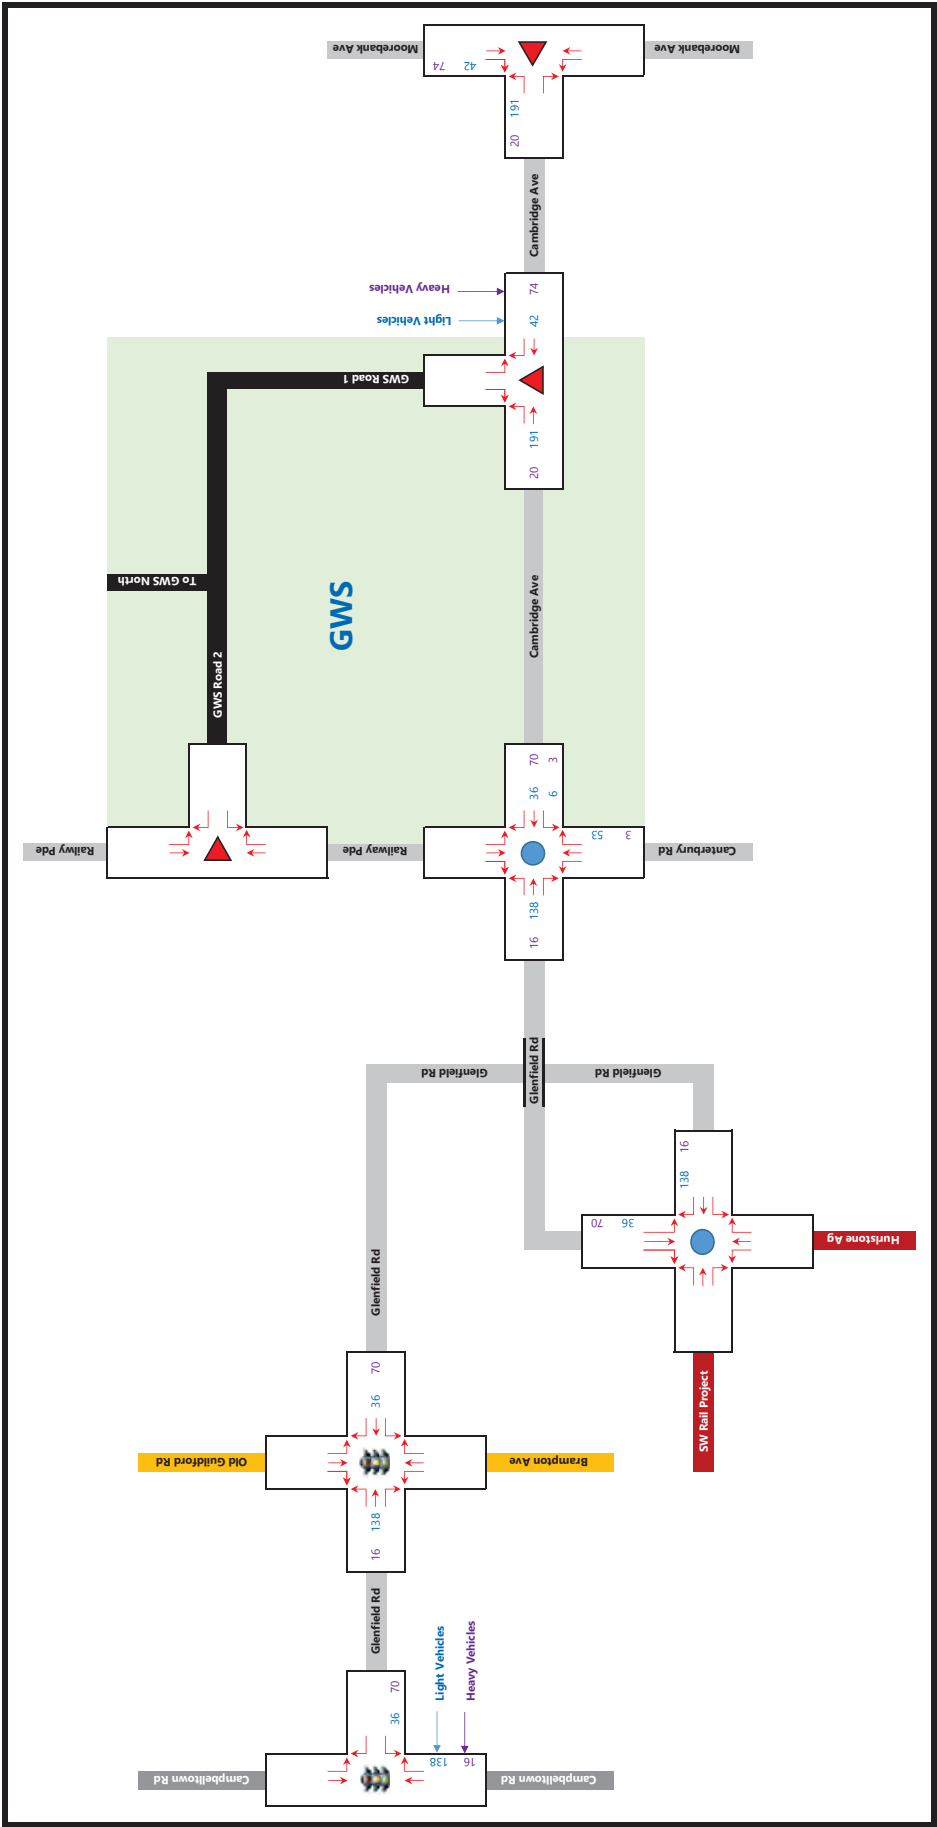 Moorebank Ave
Moorebank Ave
74
42
191
20
Cambridge Ave
Heavy Vehicles
74
Light Vehicles
42
GWS Road 1
191
20
To GWS North
GWS
Cambridge Ave
GWS Road 2
70
3
36
6
53
3
Railwy Pde
Railway Pde
Canterbury Rd
138
16
Glenfield Rd
Glenfield Rd
Glenfield Rd
16
138
70
36
Hurlstone Ag
Glenfield Rd
SW Rail Project
70
36
Old Guildford Rd
Brampton Ave
138
16
Glenfield Rd
Light Vehicles
Heavy Vehicles
70
36
138
16
Campbelltown Rd
Campbelltown Rd